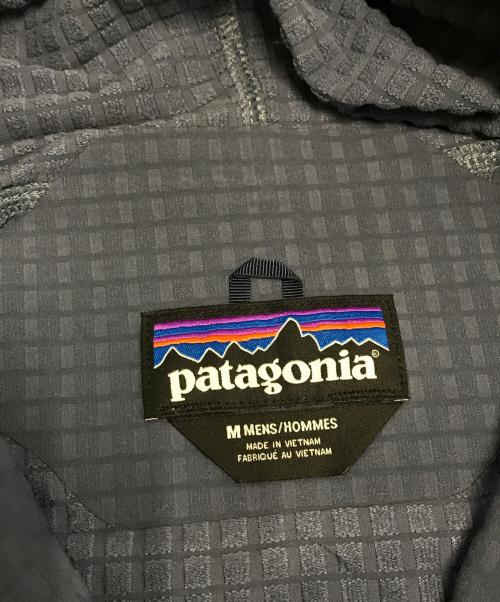 patagonia®
M MENS/HOMMES
MADE IN VIETNAM
FABRIQUÉ AU VIETNAM